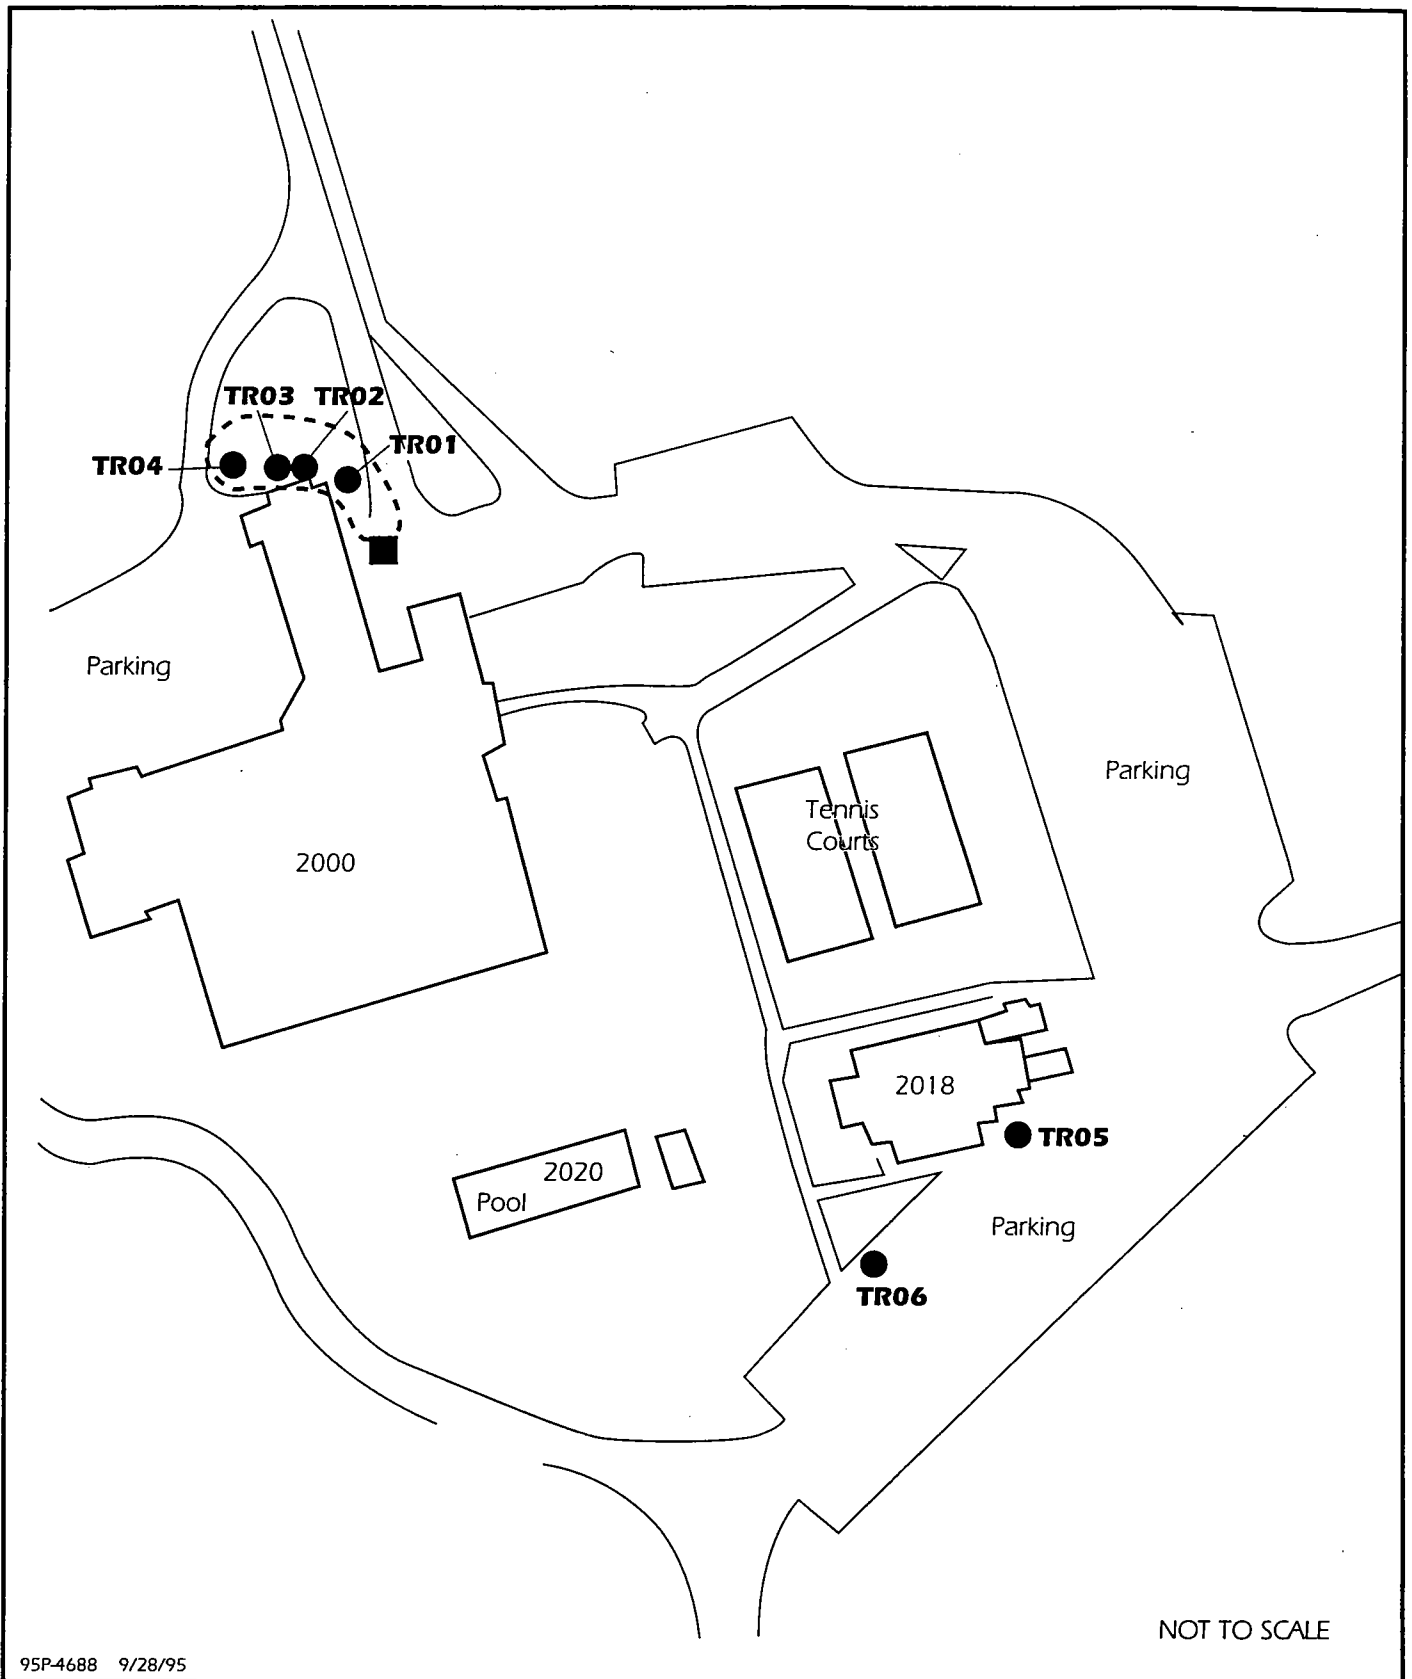 TR03 TR02
TR01
TR04
Parking
Parking
Tennis
Courts
2000
2018
TR05
2020
Pool
Parking
TR06
NOT TO SCALE
95P-4688 9/28/95